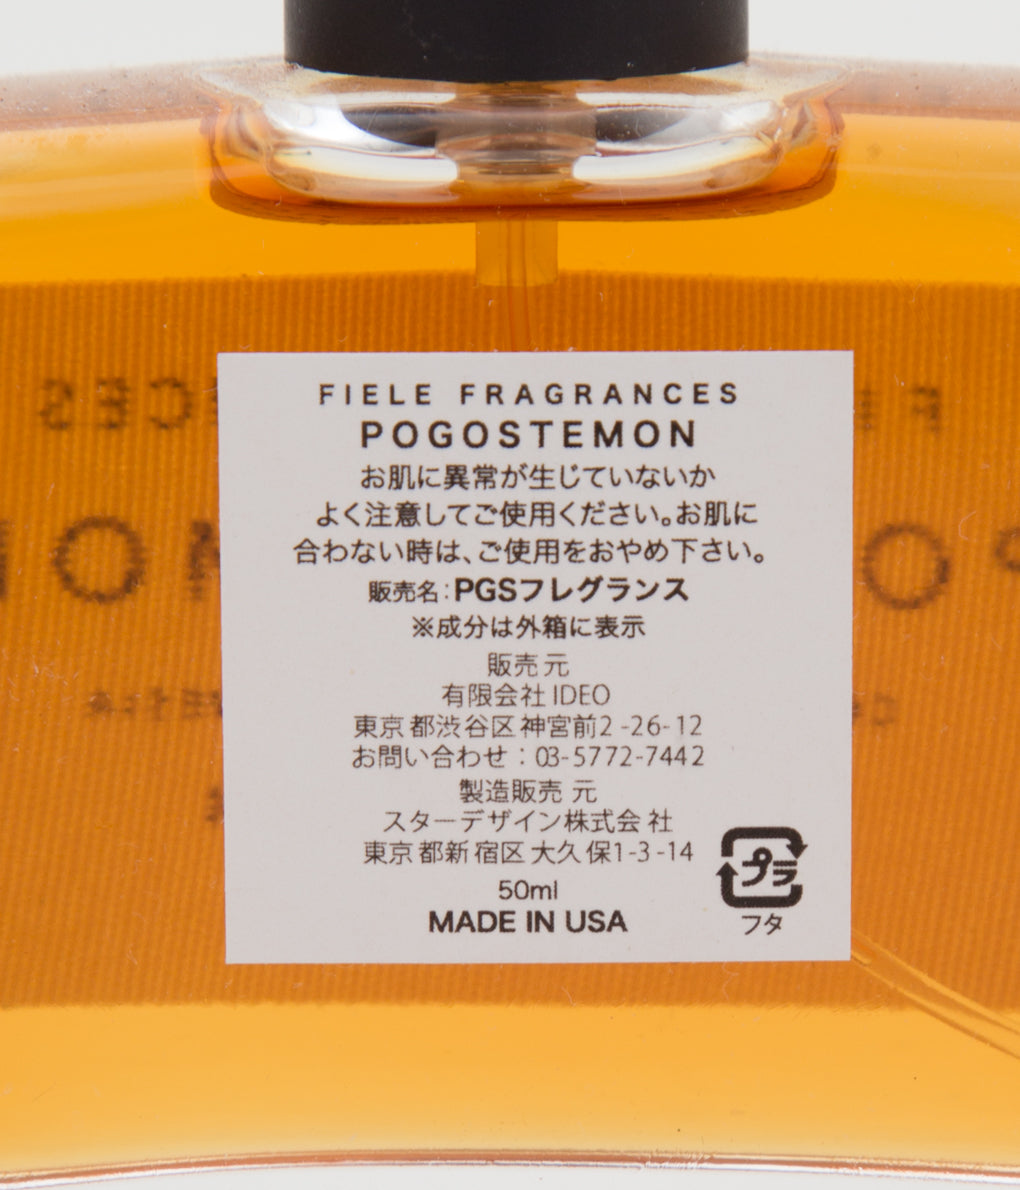 FIELE FRAGRANCES
POGOSTEMON
お肌に異常が生じていないか
よく注意してご使用ください。お肌に
合わない時は、ご使用をおやめ下さい。
販売名：PGSフレグランス
※成分は外箱に表示
販売元
有限会社 IDEO
東京都渋谷区神宮前2-26-12
お問い合わせ：03-5772-7442
製造販売元
スターデザイン株式会社
東京都新宿区大久保1-3-14
50ml
MADE IN USA
プラ
フタ